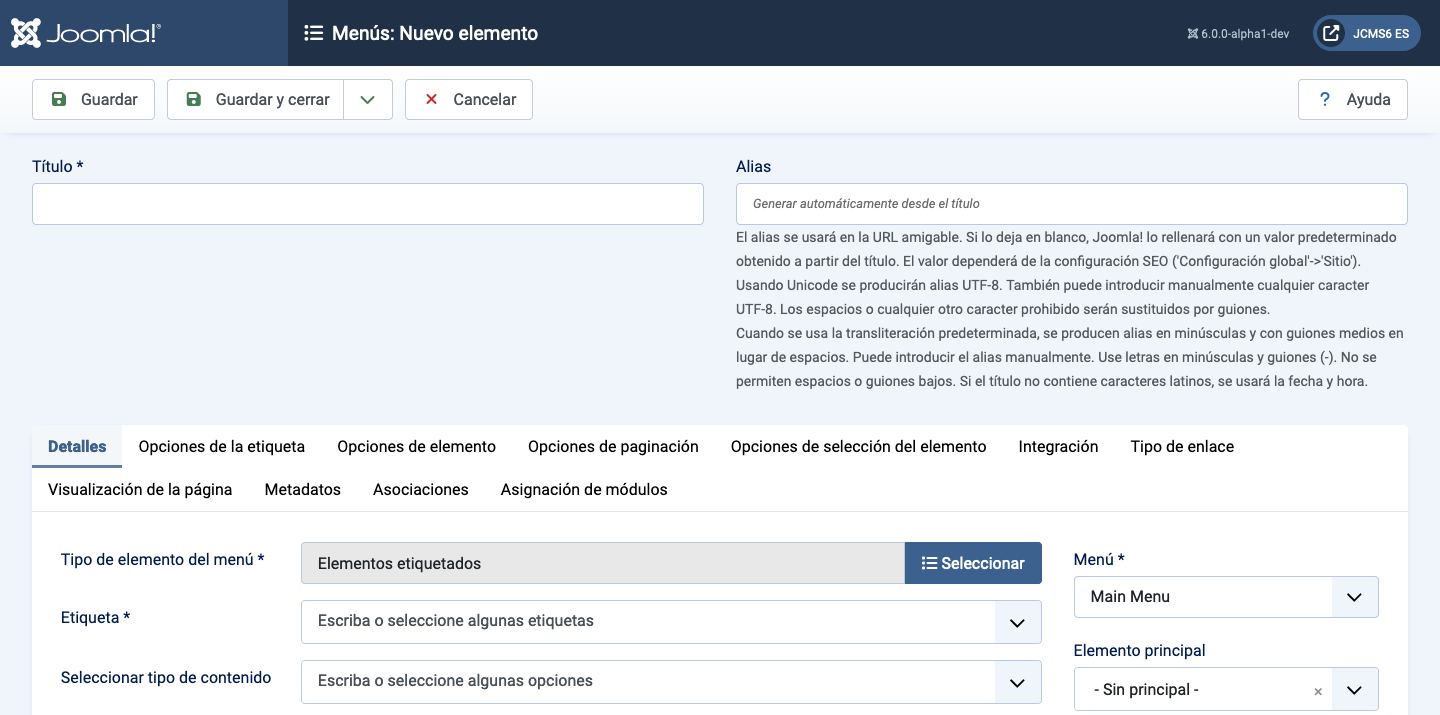 Joomla!®
Menús: Nuevo elemento
6.0.0-alpha1-dev
JCMS6 ES
Guardar
Guardar y cerrar
Cancelar
? Ayuda
Título *
Alias
Generar automáticamente desde el título
El alias se usará en la URL amigable. Si lo deja en blanco, Joomla! lo rellenará con un valor predeterminado
obtenido a partir del título. El valor dependerá de la configuración SEO ('Configuración global'->'Sitio').
Usando Unicode se producirán alias UTF-8. También puede introducir manualmente cualquier caracter
UTF-8. Los espacios o cualquier otro caracter prohibido serán sustituidos por guiones.
Cuando se usa la transliteración predeterminada, se producen alias en minúsculas y con guiones medios en
lugar de espacios. Puede introducir el alias manualmente. Use letras en minúsculas y guiones (-). No se
permiten espacios o guiones bajos. Si el título no contiene caracteres latinos, se usará la fecha y hora.
Detalles
Opciones de la etiqueta
Opciones de elemento
Opciones de paginación
Opciones de selección del elemento
Integración
Tipo de enlace
Visualización de la página
Metadatos
Asociaciones
Asignación de módulos
Tipo de elemento del menú *
Elementos etiquetados
Seleccionar
Etiqueta *
Escriba o seleccione algunas etiquetas
Seleccionar tipo de contenido
Escriba o seleccione algunas opciones
Menú *
Main Menu
Elemento principal
- Sin principal -
×